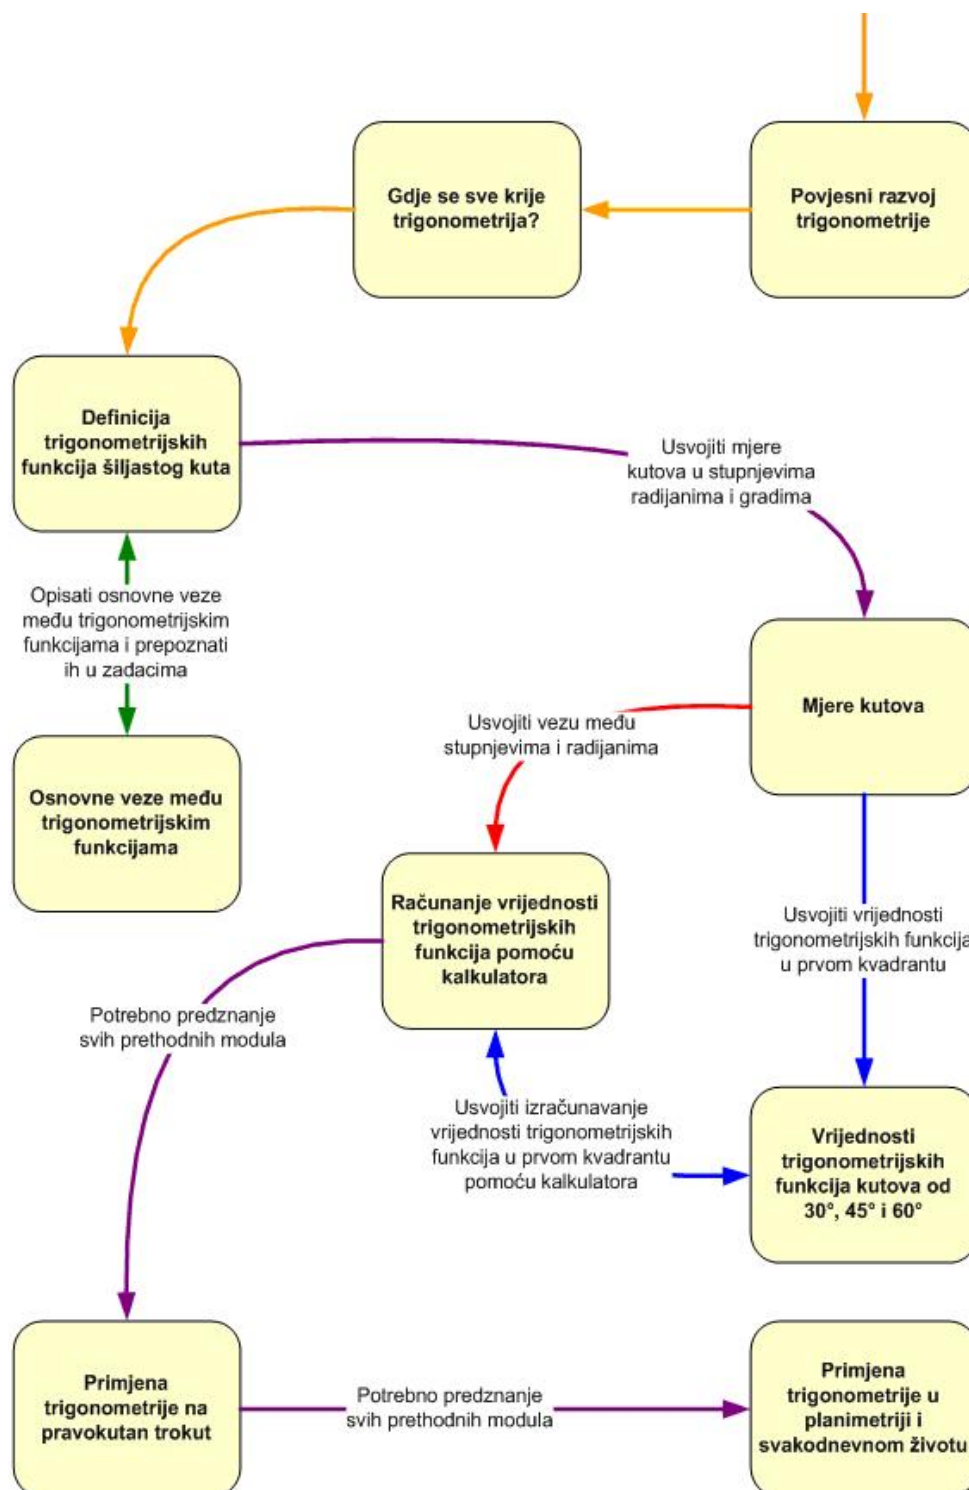 Gdje se sve krije
trigonometrija?
Povjesni razvoj
trigonometrije
Definicija
trigonometrijskih
funkcija šiljastog kuta
Usvojiti mjere
kutova u stupnjevima
radijanima i gradima
Opisati osnovne veze
među trigonometrijskim
funkcijama i prepoznati
ih u zadacima
Mjere kutova
Usvojiti vezu među
stupnjevima i radijanima
Osnovne veze među
trigonometrijskim
funkcijama
Računanje vrijednosti
trigonometrijskih
funkcija pomoću
kalkulatora
Usvojiti vrijednosti
trigonometrijskih funkcija
u prvom kvadrantu
Potrebno predznanje
svih prethodnih modula
Usvojiti izračunavanje
vrijednosti trigonometrijskih
funkcija u prvom kvadrantu
pomoću kalkulatora
Vrijednosti
trigonometrijskih
funkcija kutova od
30°, 45° i 60°
Primjena
trigonometrije na
pravokutan trokut
Potrebno predznanje
svih prethodnih modula
Primjena
trigonometrije u
planimetriji i
svakodnevnom životu